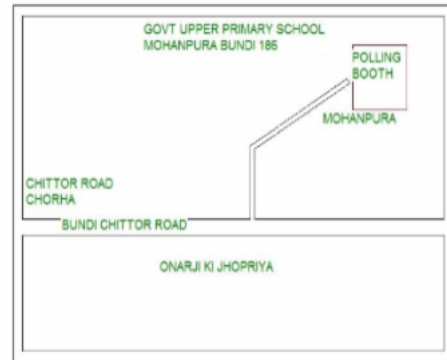 GOVT UPPER PRIMARY SCHOOL
MOHANPURA BUNDI 186
POLLING
BOOTH
MOHANPURA
CHITTOR ROAD
CHORHA
BUNDI CHITTOR ROAD
ONARJI KI JHOPRIYA